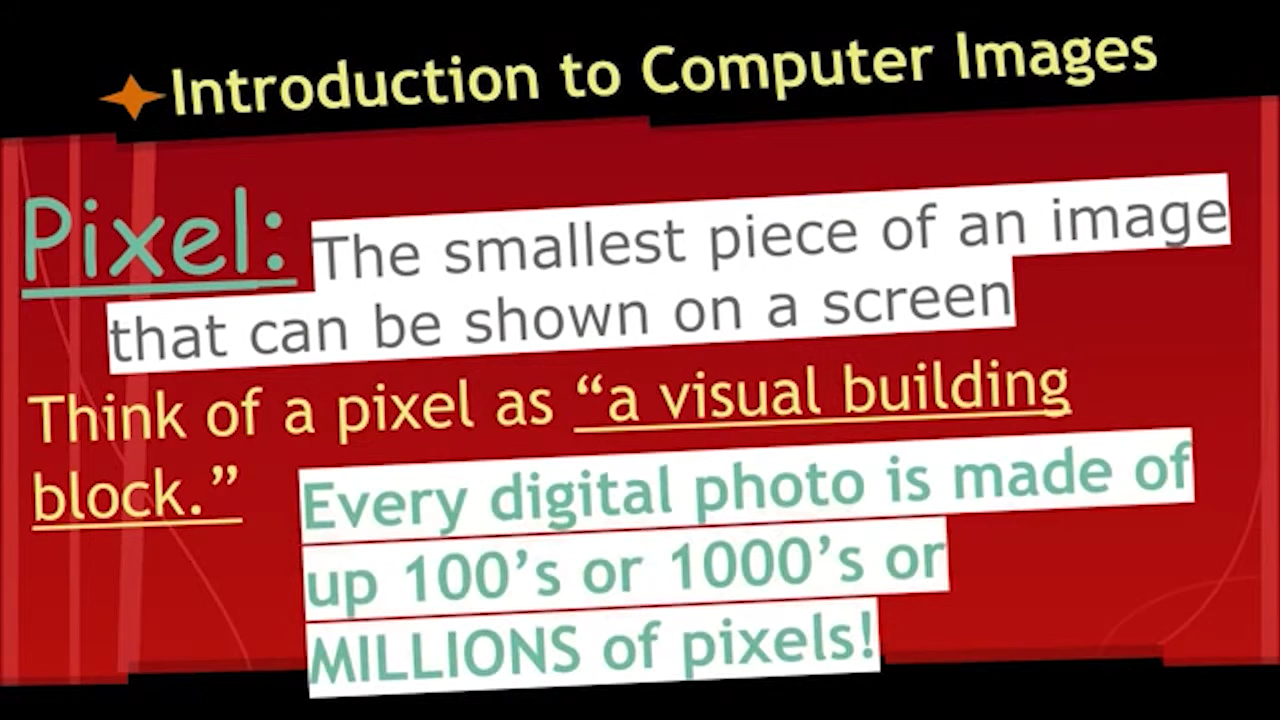 Introduction to Computer Images
Pixel: The smallest piece of an image
that can be shown on a screen
Think of a pixel as “a visual building
block.”
Every digital photo is made of
up 100’s or 1000’s or
MILLIONS of pixels!